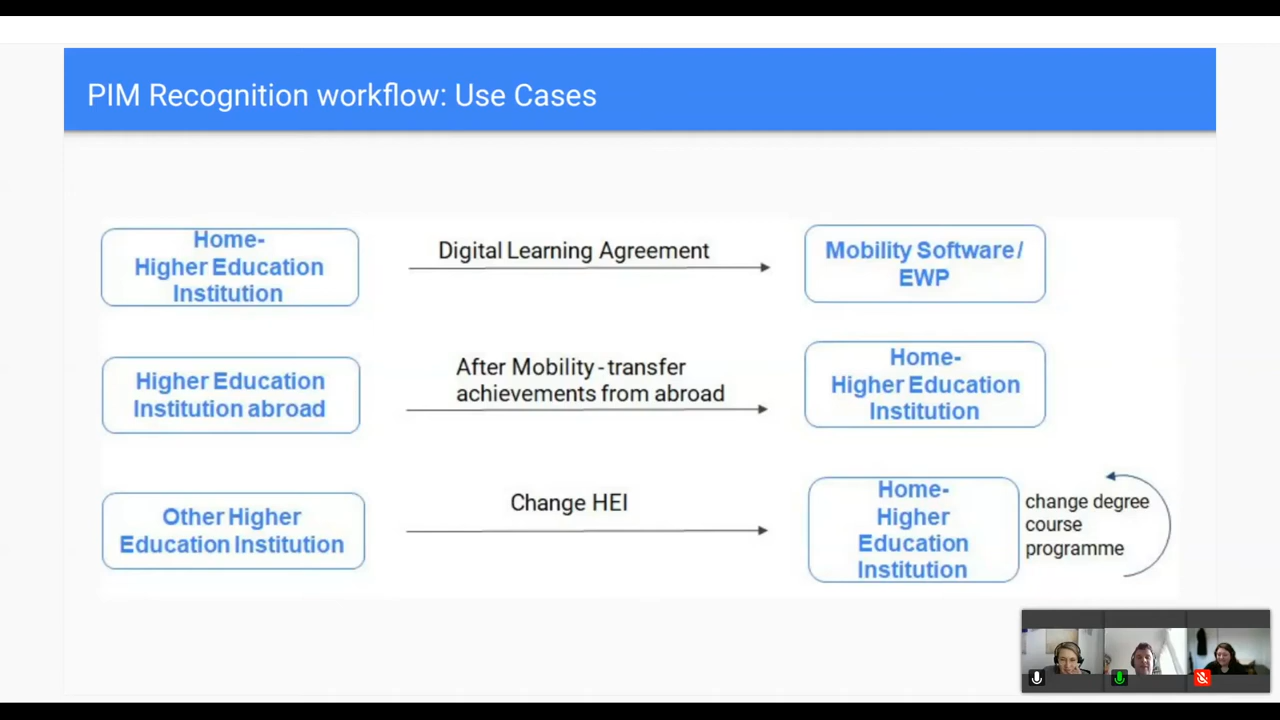 PIM Recognition workflow: Use Cases
Home-
Higher Education
Institution
Digital Learning Agreement
Mobility Software/
EWP
Higher Education
Institution abroad
After Mobility - transfer
achievements from abroad
Home-
Higher Education
Institution
Other Higher
Education Institution
Change HEI
Home-
Higher
Education
Institution
change degree
course
programme